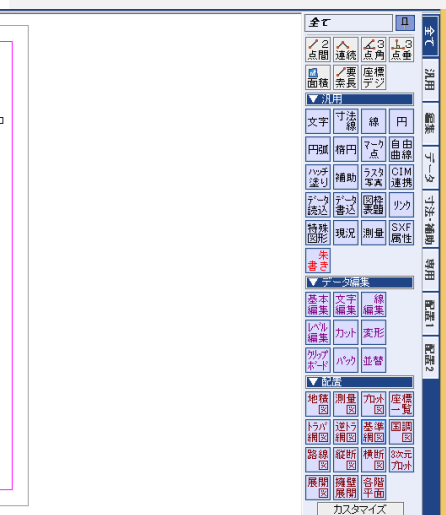 全て
2点間 連続 3点角 1.3点垂
面積 要素長 座標デジ
▼ 汎用
文字 寸法線 線 円
円弧 楕円 マーク点 自由曲線
ハッチ塗り 補助 ラスタ写真 CIM連携
データ読込 データ書込 図枠表題 リンク
特殊図形 現況 測量 SXF属性
朱書き
▼ データ編集
基本編集 文字編集 線編集
レベル編集 カット 変形
クリップボード パック 並替
▼ 配置
地積図 測量図 プロット図 座標一覧
トラバ網図 逆トラ網図 基準網図 国調図
路線図 縦断図 横断図 3次元プロット
展開図 擁壁展開 各階平面
カスタマイズ
全て
汎用
編集
データ
寸法・補助
専用
配置1
配置2